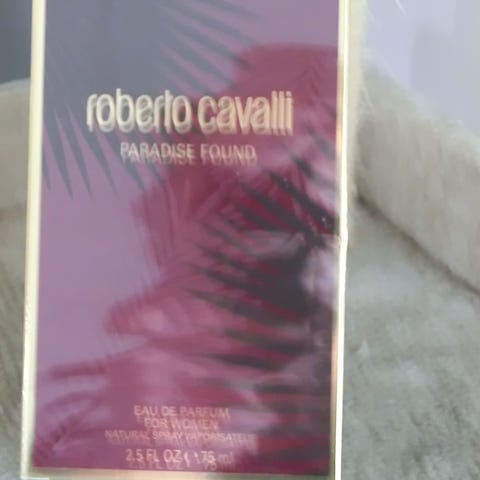 roberto cavalli
PARADISE FOUND
EAU DE PARFUM
FOR WOMEN
NATURAL SPRAY VAPORISATEUR
2.5 FL OZ 75 ml